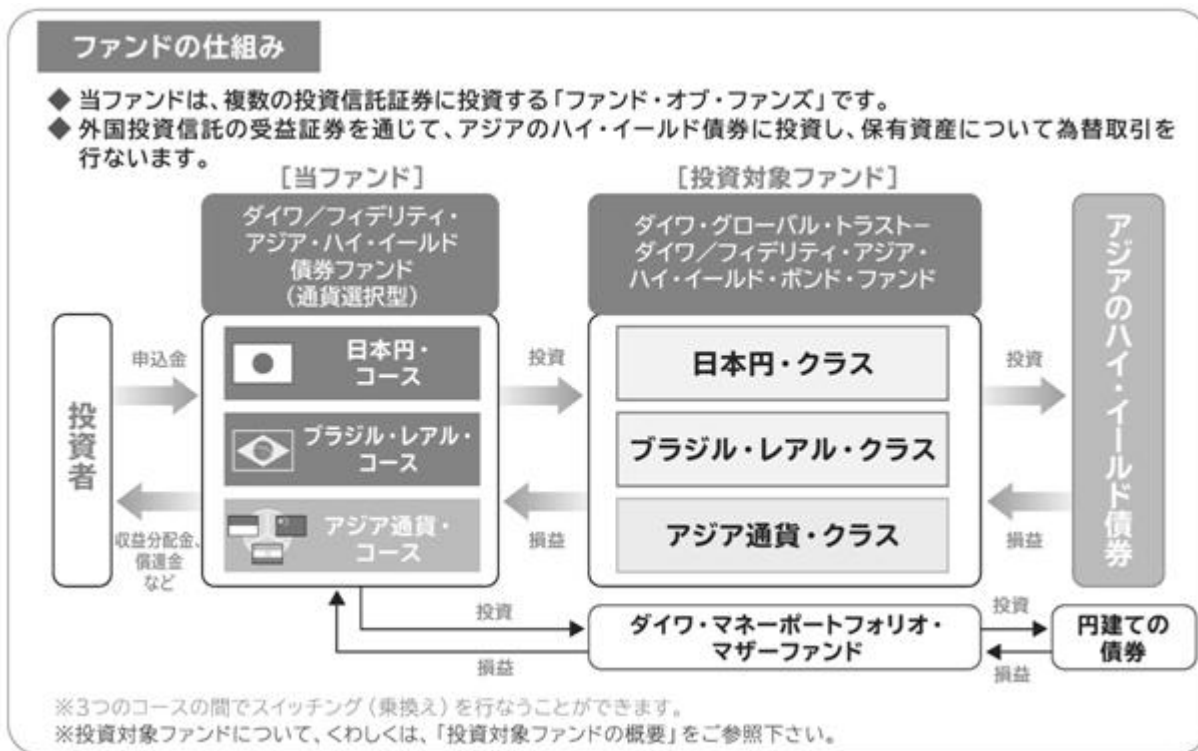 ファンドの仕組み
◆ 当ファンドは、複数の投資信託証券に投資する「ファンド・オブ・ファンズ」です。
◆ 外国投資信託の受益証券を通じて、アジアのハイ・イールド債券に投資し、保有資産について為替取引を
行ないます。
[当ファンド]
[投資対象ファンド]
ダイワ／フィデリティ・
アジア・ハイ・イールド
債券ファンド
（通貨選択型）
ダイワ・グローバル・トラスト－
ダイワ／フィデリティ・アジア・
ハイ・イールド・ボンド・ファンド
アジアのハイ・イールド債券
投資者
申込金
日本円・
コース
投資
日本円・クラス
投資
ブラジル・レアル・
コース
ブラジル・レアル・クラス
収益分配金、
償還金
など
アジア通貨・
コース
損益
アジア通貨・クラス
損益
投資
損益
ダイワ・マネーポートフォリオ・
マザーファンド
投資
損益
円建ての
債券
※3つのコースの間でスイッチング（乗換え）を行なうことができます。
※投資対象ファンドについて、くわしくは、「投資対象ファンドの概要」をご参照下さい。